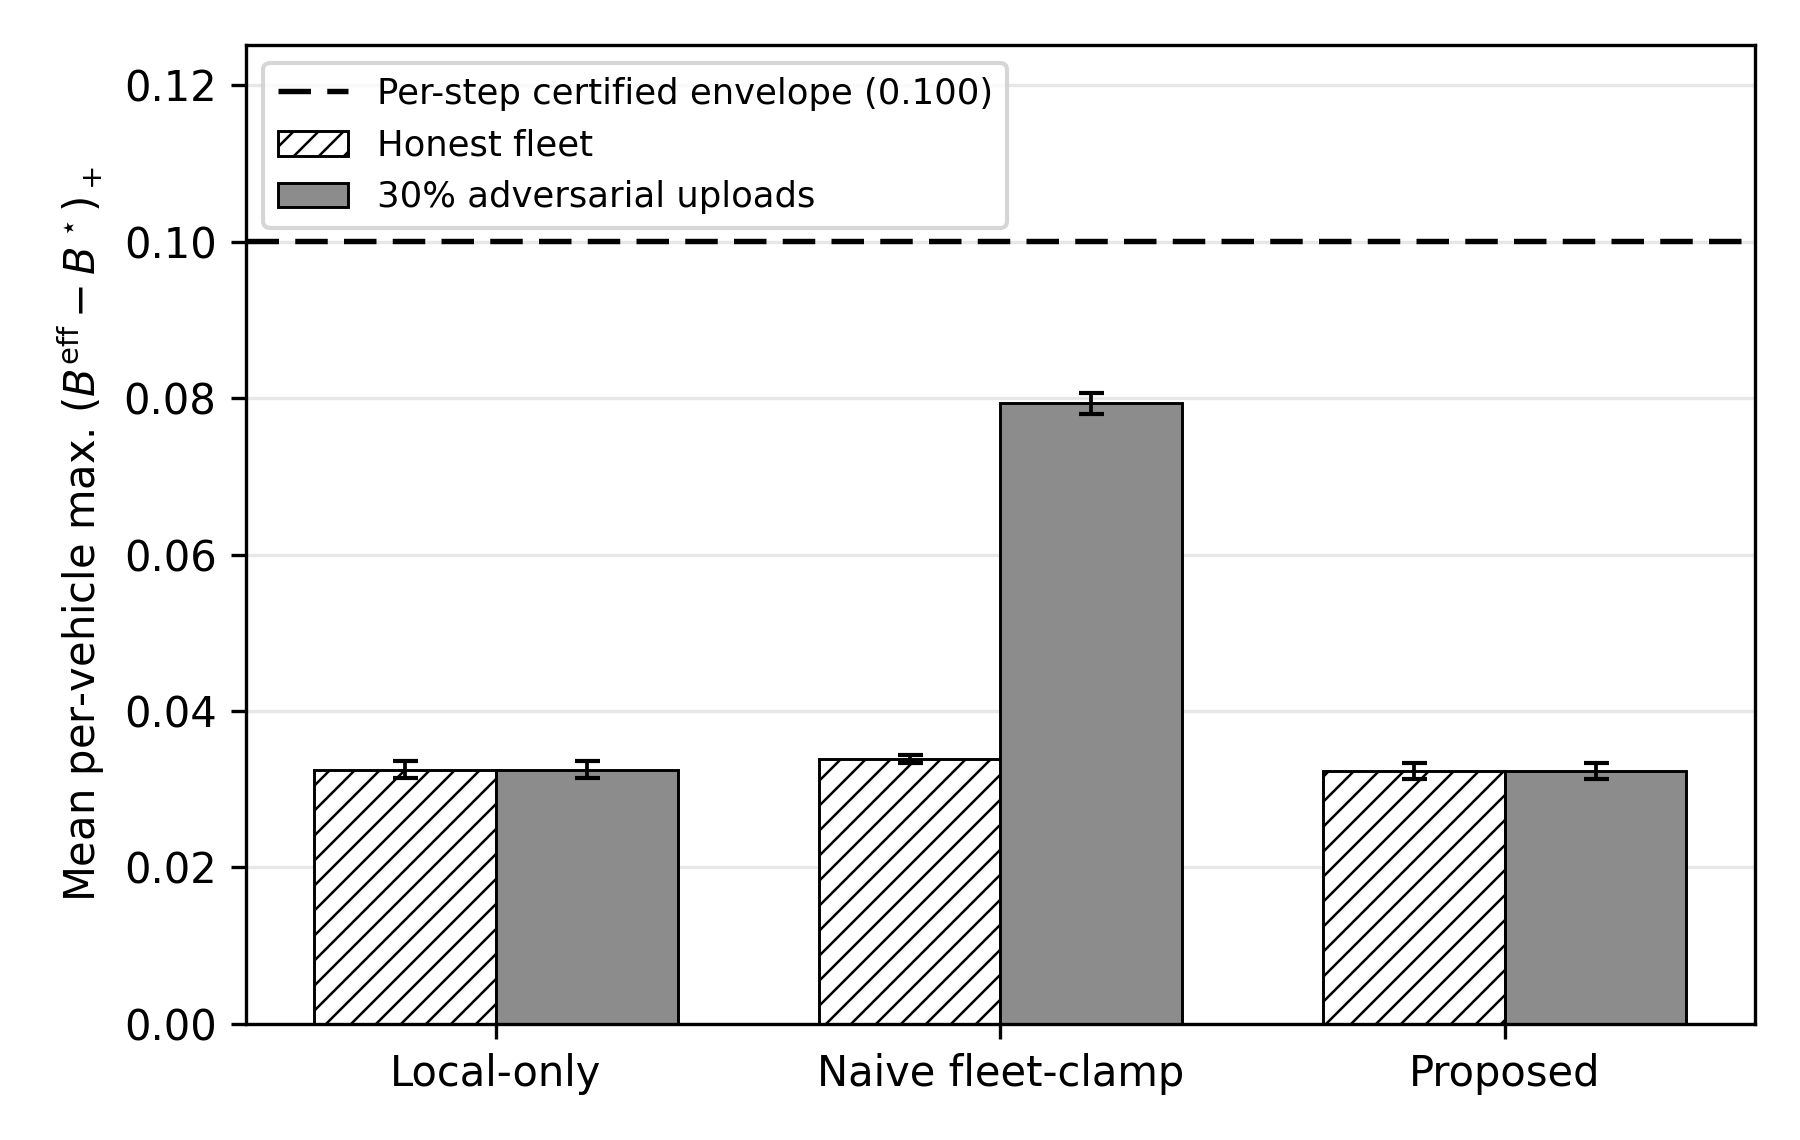 Mean per-vehicle max. (B^eff − B^⋆)_+
0.12
0.10
0.08
0.06
0.04
0.02
0.00
Per-step certified envelope (0.100)
Honest fleet
30% adversarial uploads
Local-only
Naive fleet-clamp
Proposed